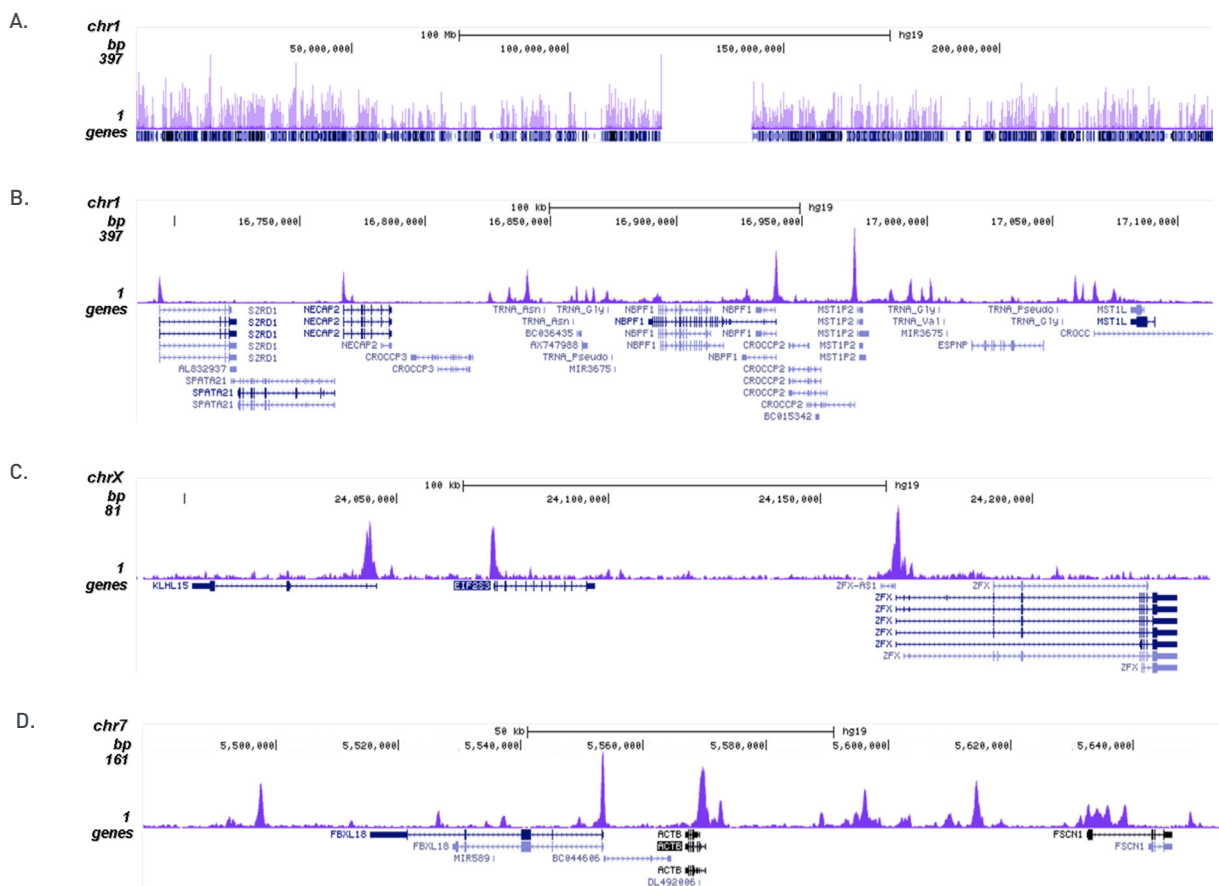 A.
chr1
100 Mb hg19
bp
50,000,000 100,000,000 150,000,000 200,000,000
397
1
genes
B.
chr1
100 kb hg19
bp
16,750,000 16,800,000 16,850,000 16,900,000 16,950,000 17,000,000 17,050,000 17,100,000
397
1
genes
SZRD1 NECAP2 TRNA_Asn TRNA_Gly NBPF1 NBPF1 MST1P2 TRNA_Gly TRNA_Pseudo MST1L
SZRD1 NECAP2 TRNA_Asn NBPF1 MST1P2 TRNA_Val TRNA_Gly MST1L
SZRD1 NECAP2 BC036435 NBPF1 NBPF1 MST1P2 MIR3675 CROCC
SZRD1 NECAP2 AX747988 NBPF1 CROCCP2 MST1P2 ESPNP
SZRD1 CROCCP3 TRNA_Pseudo NBPF1 MST1P2
AL832937 CROCCP3 MIR3675 CROCCP2
SPATA21 CROCCP2
SPATA21 CROCCP2
SPATA21 CROCCP2
BC015342
C.
chrX
100 kb hg19
bp
24,050,000 24,100,000 24,150,000 24,200,000
81
1
genes
KLHL15 EIF2S3 ZFX-AS1 ZFX
ZFX
ZFX
ZFX
ZFX
ZFX
ZFX
ZFX
D.
chr7
50 kb hg19
bp
5,500,000 5,520,000 5,540,000 5,560,000 5,580,000 5,600,000 5,620,000 5,640,000
161
1
genes
FBXL18 ACTB FSCN1
FBXL18 ACTB FSCN1
MIR589 BC044606
ACTB
DL492006